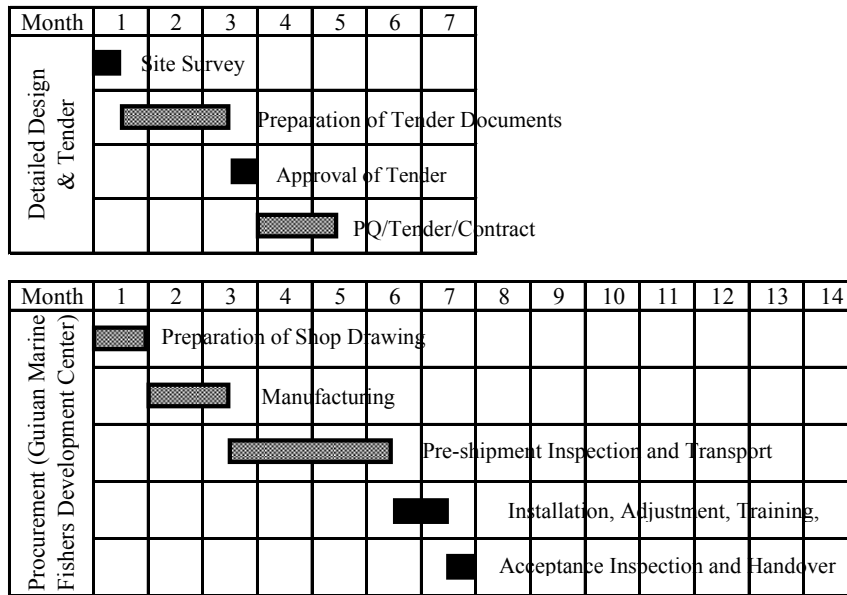 Month 1 2 3 4 5 6 7
Detailed Design
& Tender
Site Survey
Preparation of Tender Documents
Approval of Tender
PQ/Tender/Contract
Month 1 2 3 4 5 6 7 8 9 10 11 12 13 14
Procurement (Guiuan Marine
Fishers Development Center)
Preparation of Shop Drawing
Manufacturing
Pre-shipment Inspection and Transport
Installation, Adjustment, Training,
Acceptance Inspection and Handover